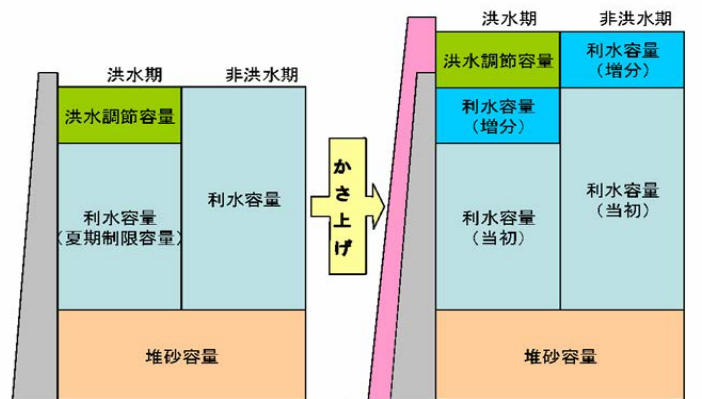 洪水期
非洪水期
洪水調節容量
利水容量
(夏期制限容量)
利水容量
堆砂容量
かさ上げ
洪水期
非洪水期
洪水調節容量
利水容量
(増分)
利水容量
(増分)
利水容量
(当初)
利水容量
(当初)
堆砂容量